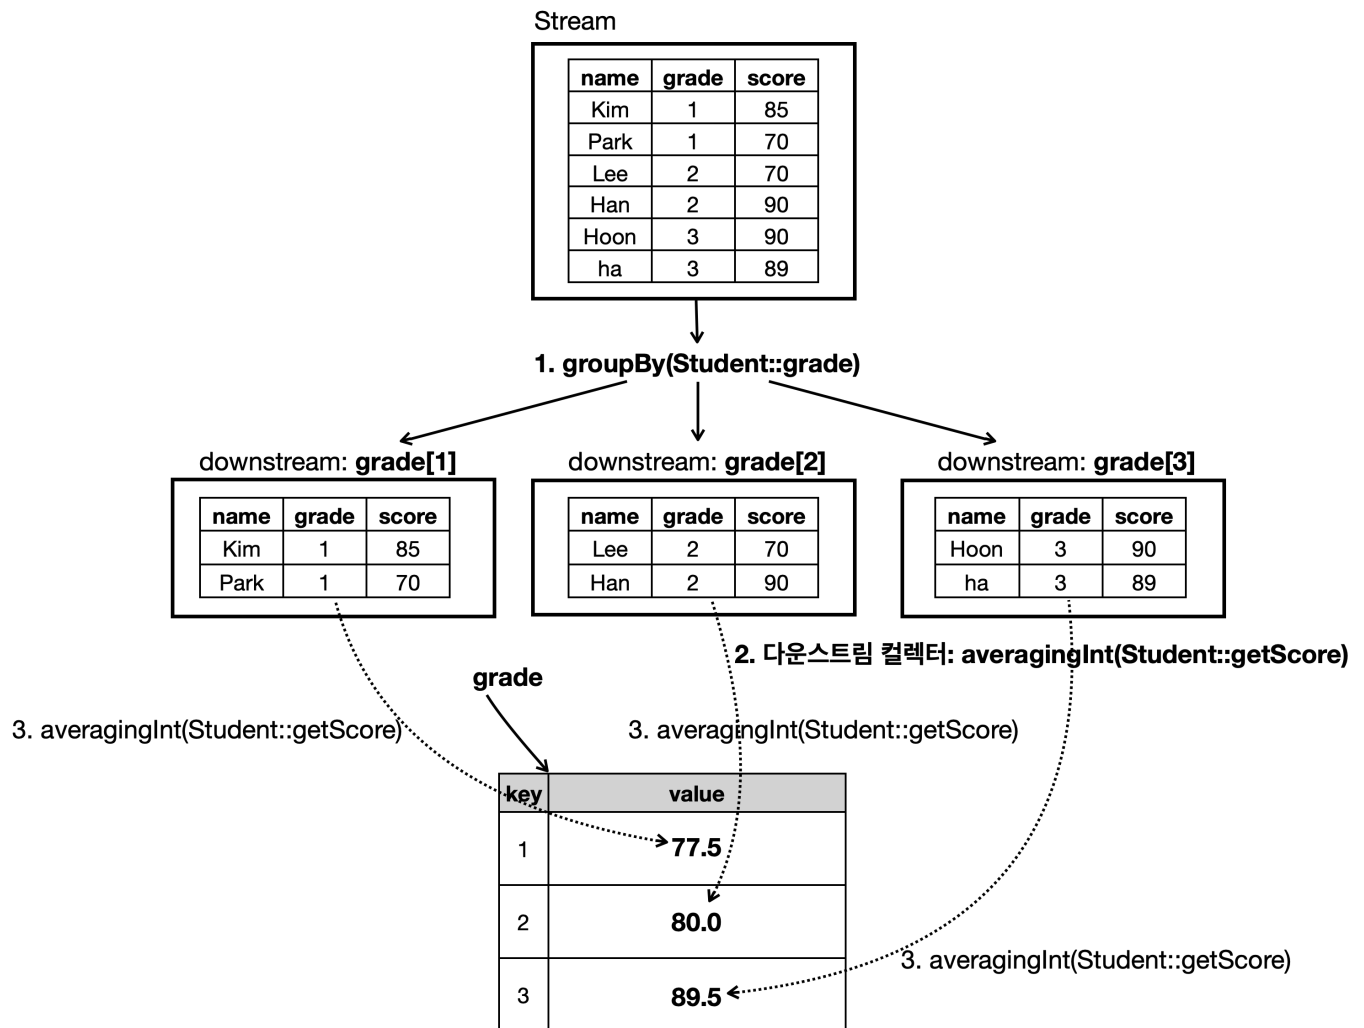 Stream
name grade score
Kim 1 85
Park 1 70
Lee 2 70
Han 2 90
Hoon 3 90
ha 3 89
1. groupBy(Student::grade)
downstream: grade[1]
name grade score
Kim 1 85
Park 1 70
downstream: grade[2]
name grade score
Lee 2 70
Han 2 90
downstream: grade[3]
name grade score
Hoon 3 90
ha 3 89
2. 다운스트림 컬렉터: averagingInt(Student::getScore)
grade
3. averagingInt(Student::getScore)
3. averagingInt(Student::getScore)
key value
1 77.5
2 80.0
3. averagingInt(Student::getScore)
3 89.5